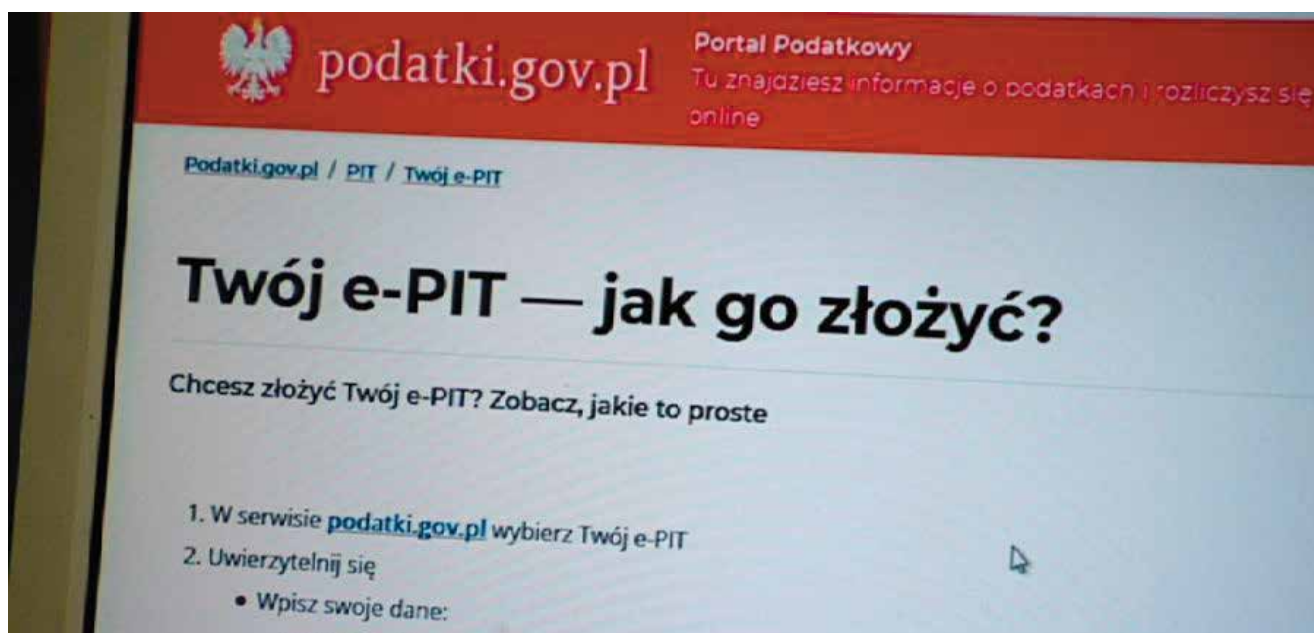 podatki.gov.pl
Portal Podatkowy
Tu znajdziesz informacje o podatkach i rozliczysz się
online
Podatki.gov.pl / PIT / Twój e-PIT
Twój e-PIT — jak go złożyć?
Chcesz złożyć Twój e-PIT? Zobacz, jakie to proste
1. W serwisie podatki.gov.pl wybierz Twój e-PIT
2. Uwierzytelnij się
• Wpisz swoje dane: